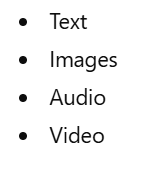 • Text
• Images
• Audio
• Video